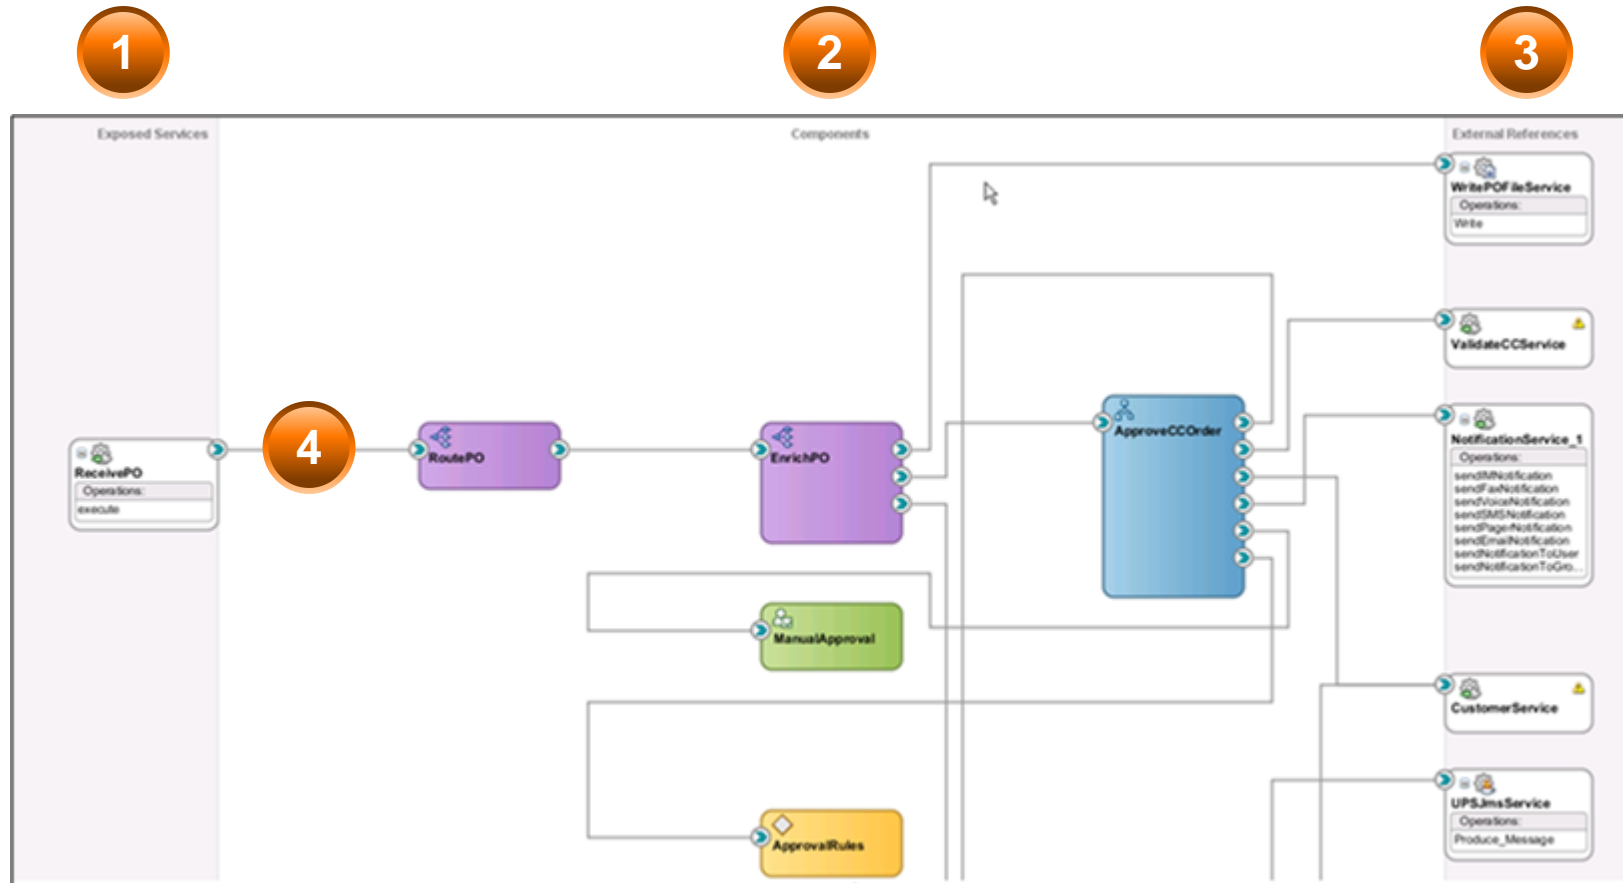 1
2
3
Exposed Services
Components
External References
WritePOFileService
Operations:
Write
ValidateCCService
ApproveCCOrder
NotificationService_1
Operations:
sendIMNotification
sendFaxNotification
sendVoiceNotification
sendSMSNotification
sendPagerNotification
sendEmailNotification
sendNotificationToUser
sendNotificationToGro...
4
ReceivePO
Operations:
execute
RoutePO
EnrichPO
ManualApproval
CustomerService
UPSJmsService
Operations:
Produce_Message
ApprovalRules